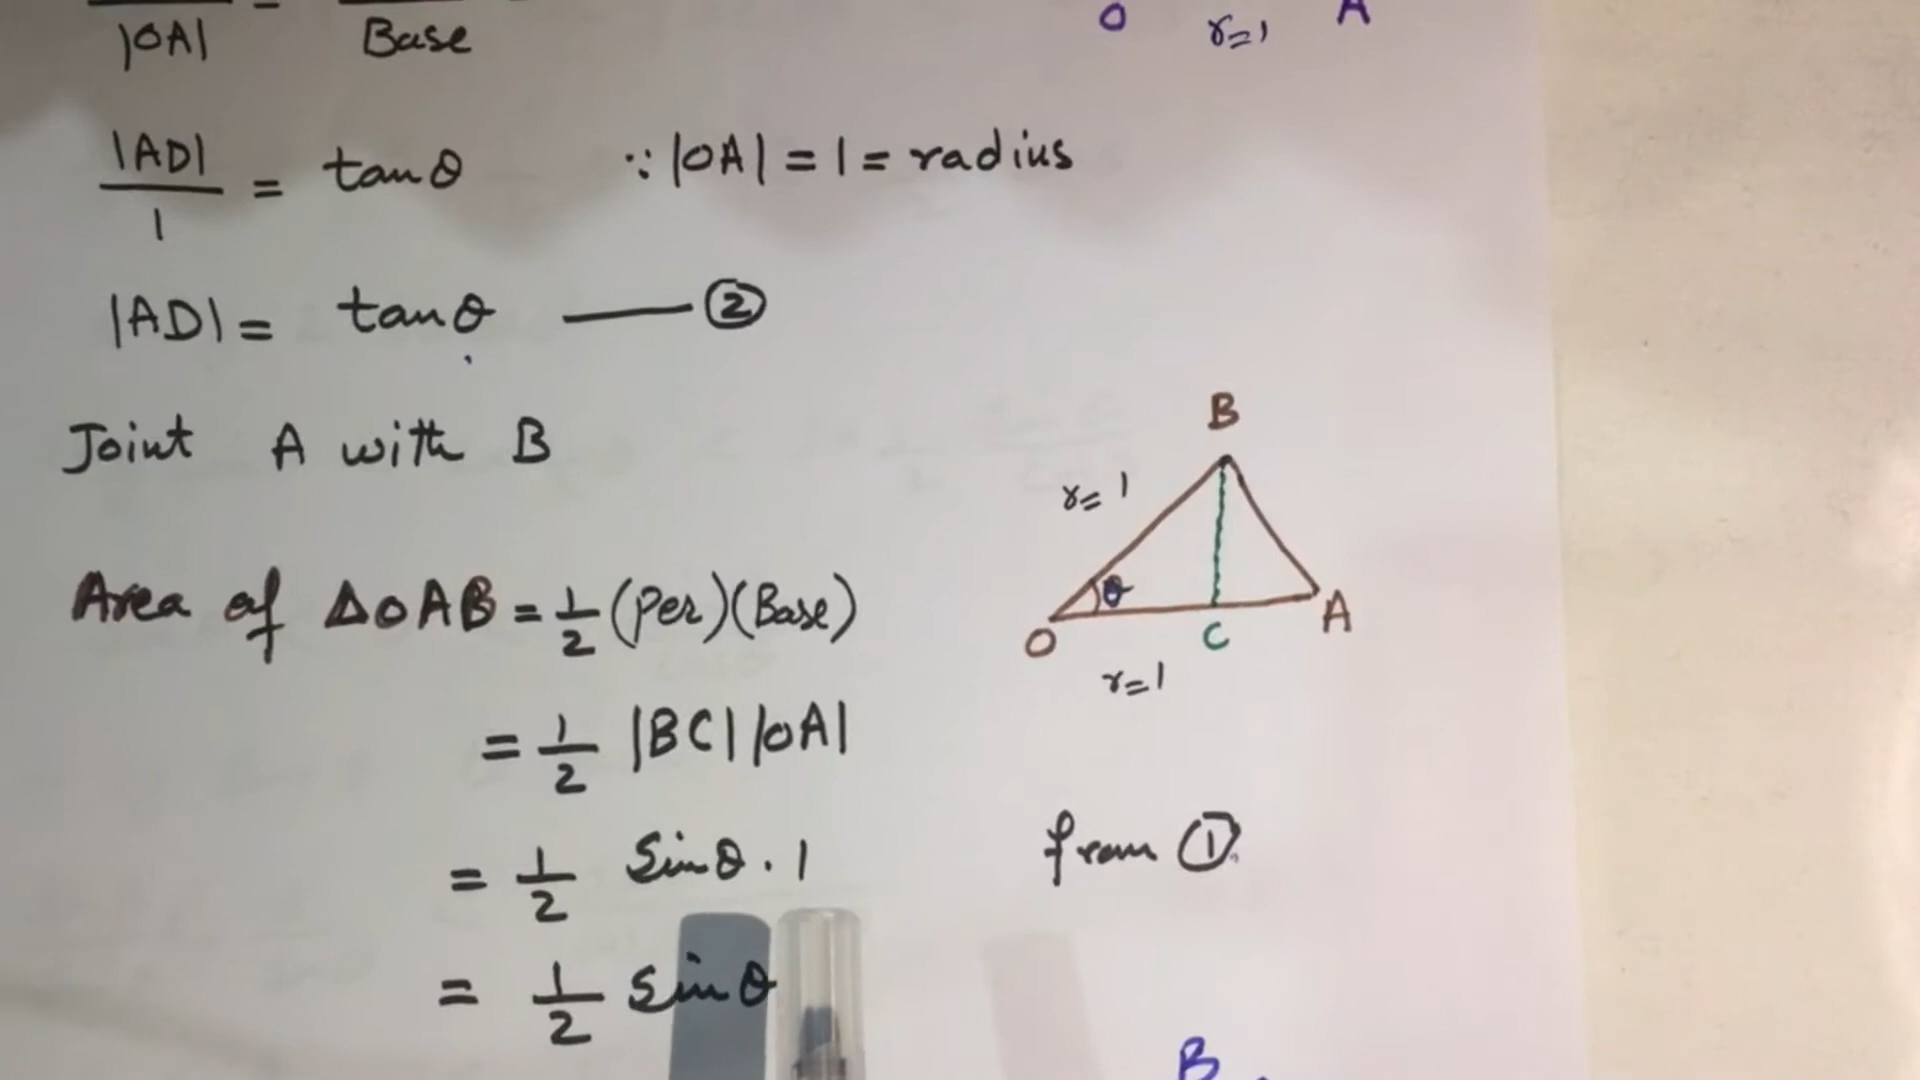 |OA| = Base
O r=1 A
|AD|/1 = tanθ ∵ |OA| = 1 = radius
|AD| = tanθ —— ②
Joint A with B
B
r=1
Area of ΔOAB = 1/2 (Per)(Base)
θ
O C A
r=1
= 1/2 |BC| |OA|
= 1/2 Sinθ . 1 from ①
= 1/2 Sinθ
B